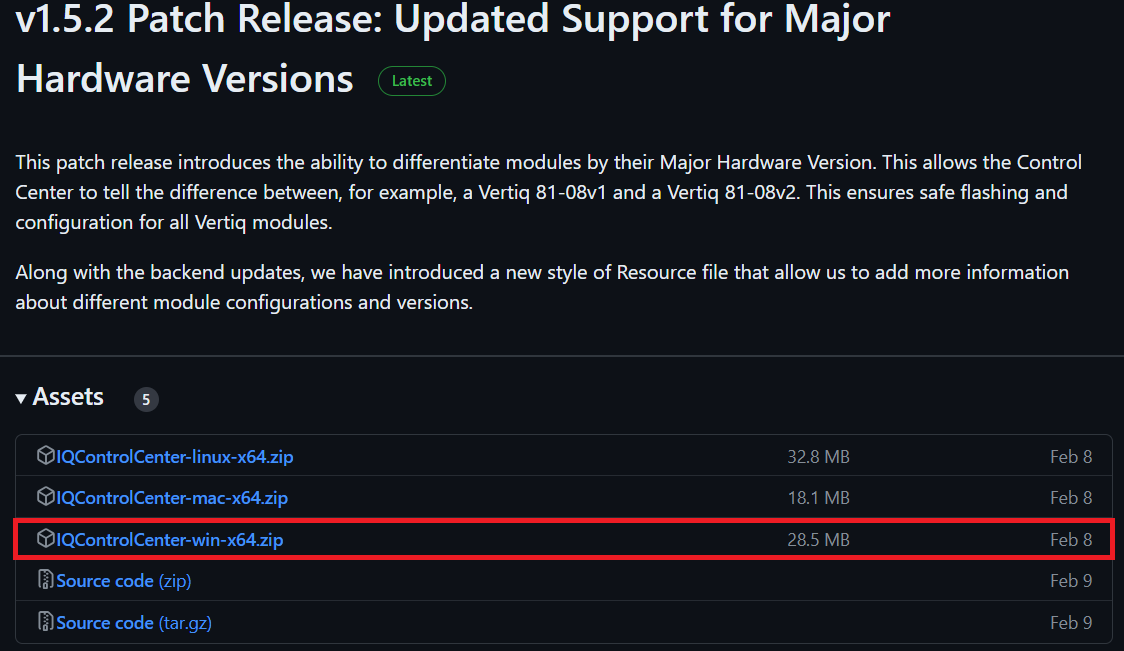 v1.5.2 Patch Release: Updated Support for Major
Hardware Versions Latest
This patch release introduces the ability to differentiate modules by their Major Hardware Version. This allows the Control
Center to tell the difference between, for example, a Vertiq 81-08v1 and a Vertiq 81-08v2. This ensures safe flashing and
configuration for all Vertiq modules.
Along with the backend updates, we have introduced a new style of Resource file that allow us to add more information
about different module configurations and versions.
Assets 5
IQControlCenter-linux-x64.zip 32.8 MB Feb 8
IQControlCenter-mac-x64.zip 18.1 MB Feb 8
IQControlCenter-win-x64.zip 28.5 MB Feb 8
Source code (zip) Feb 9
Source code (tar.gz) Feb 9